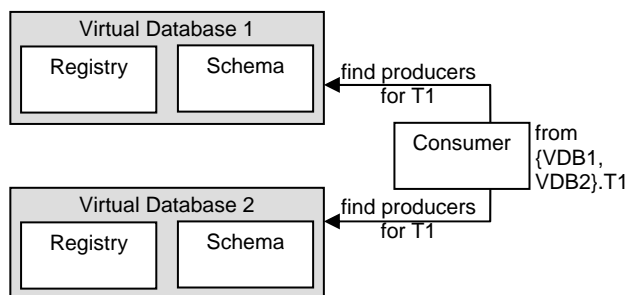 Virtual Database 1
Registry
Schema
find producers
for T1
Consumer
from
{VDB1,
VDB2}.T1
Virtual Database 2
Registry
Schema
find producers
for T1